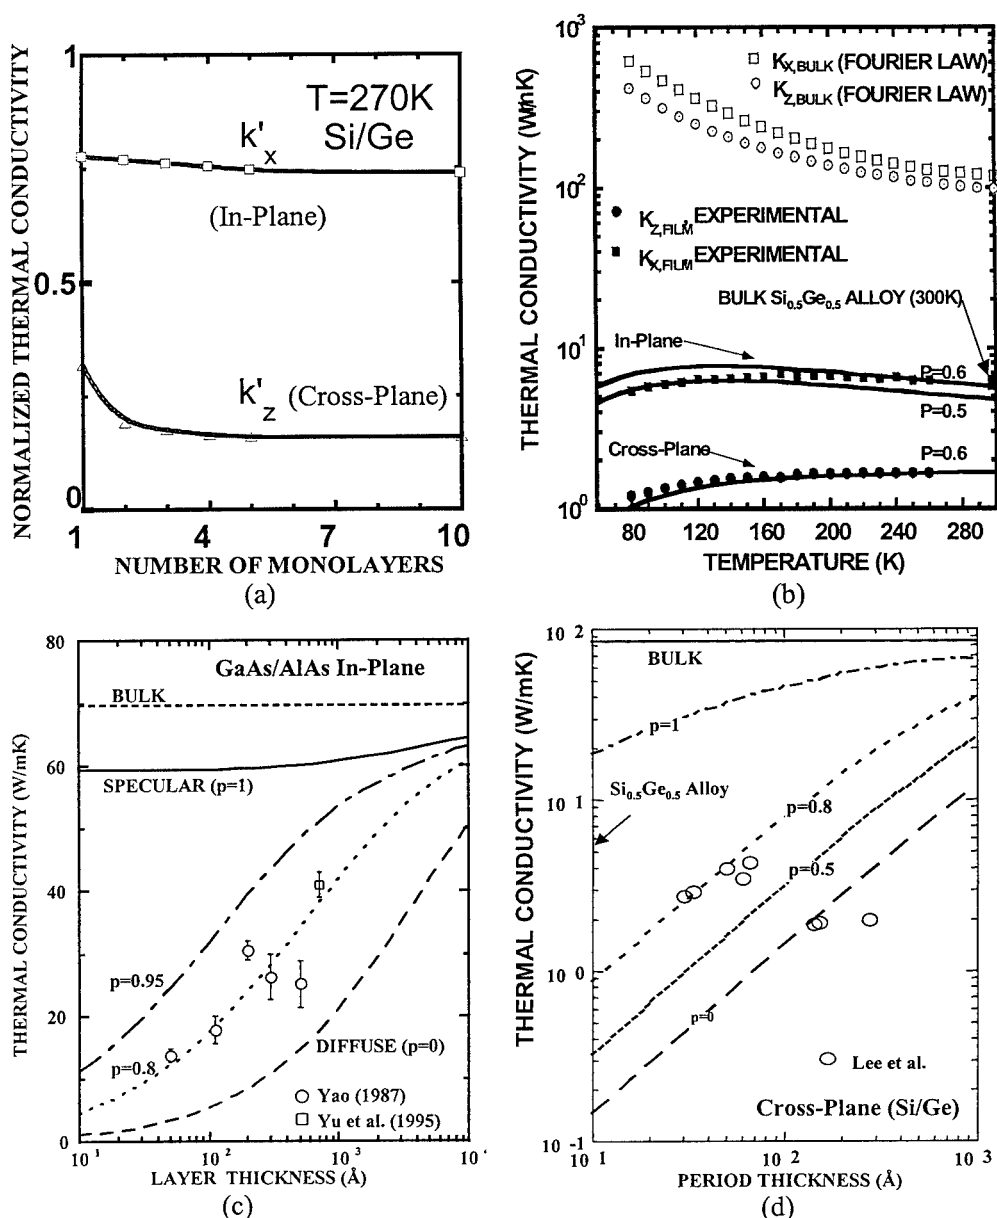 NORMALIZED THERMAL CONDUCTIVITY
1
0.5
0
T=270K
Si/Ge
k'x
(In-Plane)
k'z (Cross-Plane)
1 4 7 10
NUMBER OF MONOLAYERS
(a)
THERMAL CONDUCTIVITY (W/mK)
10^3
10^2
10^1
10^0
K_X,BULK (FOURIER LAW)
K_Z,BULK (FOURIER LAW)
K_Z,FILM, EXPERIMENTAL
K_X,FILM, EXPERIMENTAL
BULK Si0.5Ge0.5 ALLOY (300K)
In-Plane
P=0.6
P=0.5
Cross-Plane
P=0.6
80 120 160 200 240 280
TEMPERATURE (K)
(b)
THERMAL CONDUCTIVITY (W/mK)
80
60
40
20
0
GaAs/AlAs In-Plane
BULK
SPECULAR (p=1)
p=0.95
p=0.8
DIFFUSE (p=0)
Yao (1987)
Yu et al. (1995)
10^1 10^2 10^3 10^4
LAYER THICKNESS (Å)
(c)
THERMAL CONDUCTIVITY (W/mK)
10^2
10^1
10^0
10^-1
BULK
p=1
Si0.5Ge0.5 Alloy
p=0.8
p=0.5
p=0
Lee et al.
Cross-Plane (Si/Ge)
10^1 10^2 10^3
PERIOD THICKNESS (Å)
(d)